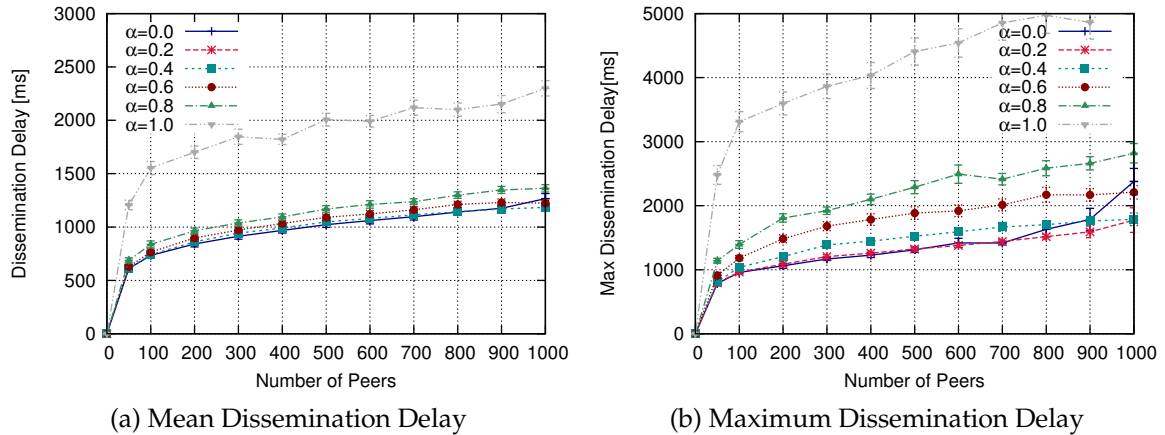 3000
2500
2000
1500
1000
500
0
Dissemination Delay [ms]
α=0.0
α=0.2
α=0.4
α=0.6
α=0.8
α=1.0
0 100 200 300 400 500 600 700 800 900 1000
Number of Peers
(a) Mean Dissemination Delay
5000
4000
3000
2000
1000
0
Max Dissemination Delay[ms]
α=0.0
α=0.2
α=0.4
α=0.6
α=0.8
α=1.0
0 100 200 300 400 500 600 700 800 900 1000
Number of Peers
(b) Maximum Dissemination Delay